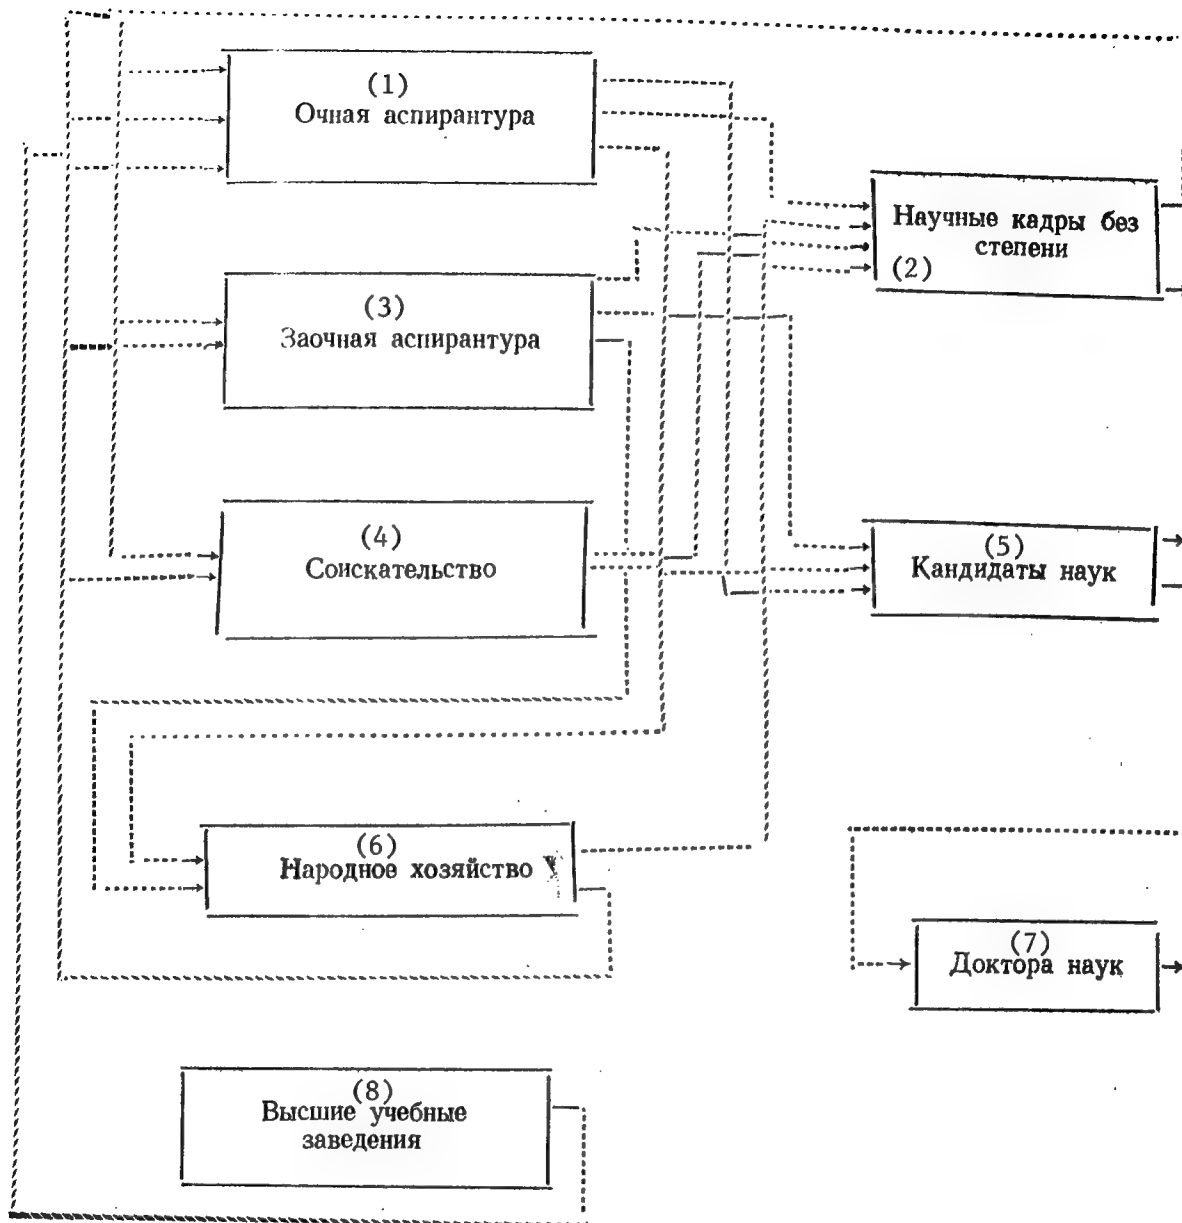 (1)
Очная аспирантура
Научные кадры без
степени
(2)
(3)
Заочная аспирантура
(4)
Соискательство
(5)
Кандидаты наук
(6)
Народное хозяйство
(7)
Доктора наук
(8)
Высшие учебные
заведения